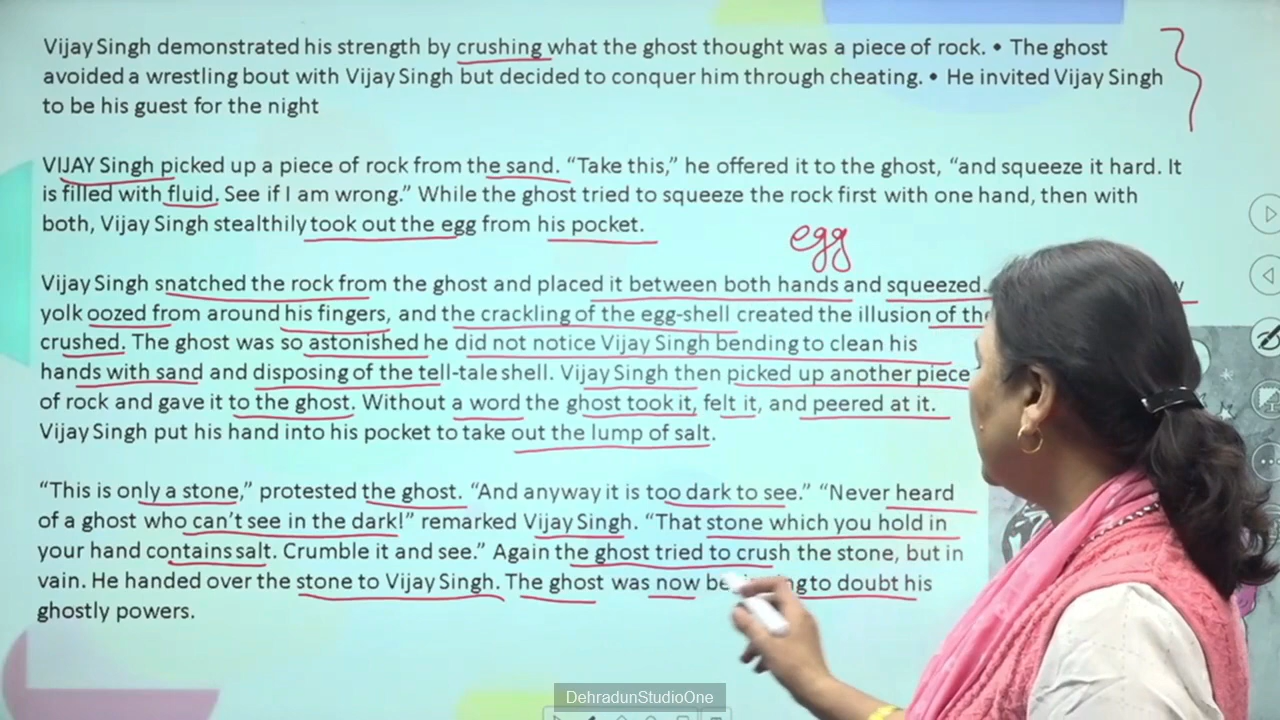 Vijay Singh demonstrated his strength by crushing what the ghost thought was a piece of rock. • The ghost
avoided a wrestling bout with Vijay Singh but decided to conquer him through cheating. • He invited Vijay Singh
to be his guest for the night
VIJAY Singh picked up a piece of rock from the sand. “Take this,” he offered it to the ghost, “and squeeze it hard. It
is filled with fluid. See if I am wrong.” While the ghost tried to squeeze the rock first with one hand, then with
both, Vijay Singh stealthily took out the egg from his pocket.
egg
Vijay Singh snatched the rock from the ghost and placed it between both hands and squeezed.
yolk oozed from around his fingers, and the crackling of the egg-shell created the illusion of
crushed. The ghost was so astonished he did not notice Vijay Singh bending to clean his
hands with sand and disposing of the tell-tale shell. Vijay Singh then picked up another piece
of rock and gave it to the ghost. Without a word the ghost took it, felt it, and peered at it.
Vijay Singh put his hand into his pocket to take out the lump of salt.
“This is only a stone,” protested the ghost. “And anyway it is too dark to see.” “Never heard
of a ghost who can’t see in the dark!” remarked Vijay Singh. “That stone which you hold in
your hand contains salt. Crumble it and see.” Again the ghost tried to crush the stone, but in
vain. He handed over the stone to Vijay Singh. The ghost was now to doubt his
ghostly powers.
DehradunStudioOne